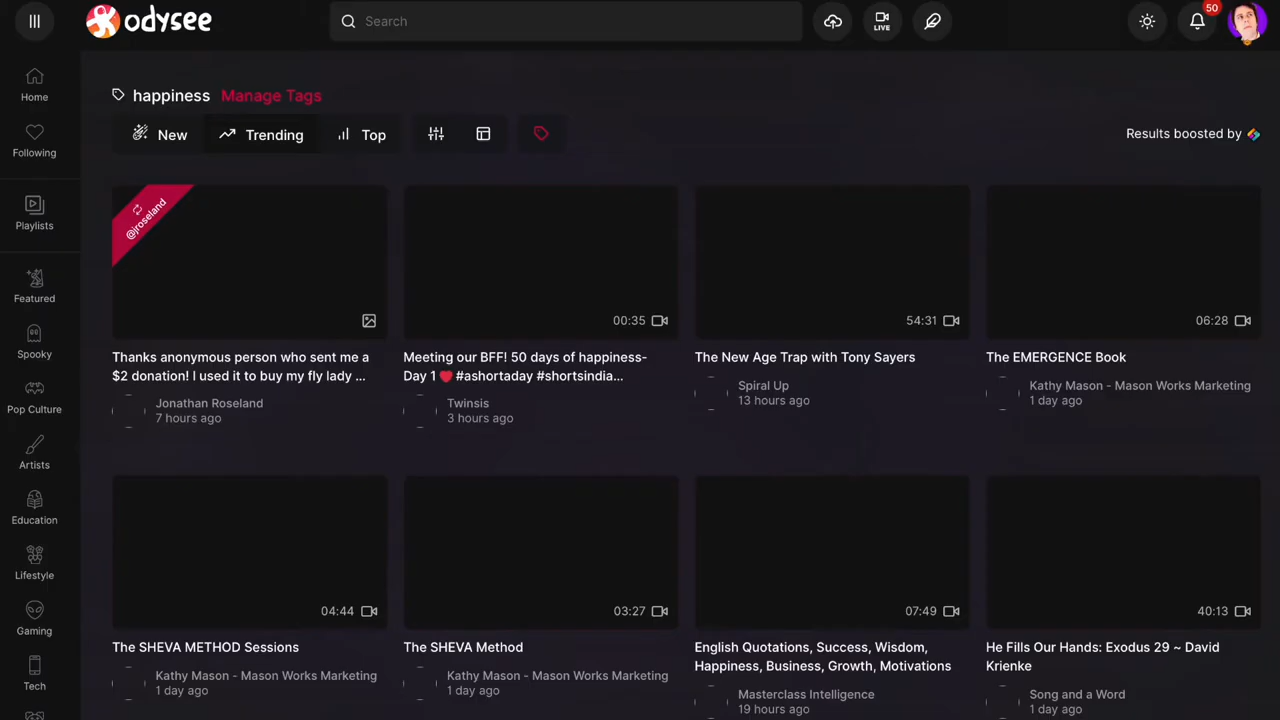 odysee
Search
LIVE
50
Home
Following
Playlists
Featured
Spooky
Pop Culture
Artists
Education
Lifestyle
Gaming
Tech
happiness Manage Tags
New Trending Top
Results boosted by
@jroseland
Thanks anonymous person who sent me a
$2 donation! I used it to buy my fly lady ...
Jonathan Roseland
7 hours ago
00:35
Meeting our BFF! 50 days of happiness-
Day 1 ❤️ #ashortaday #shortsindia...
Twinsis
3 hours ago
54:31
The New Age Trap with Tony Sayers
Spiral Up
13 hours ago
06:28
The EMERGENCE Book
Kathy Mason - Mason Works Marketing
1 day ago
04:44
The SHEVA METHOD Sessions
Kathy Mason - Mason Works Marketing
1 day ago
03:27
The SHEVA Method
Kathy Mason - Mason Works Marketing
1 day ago
07:49
English Quotations, Success, Wisdom,
Happiness, Business, Growth, Motivations
Masterclass Intelligence
19 hours ago
40:13
He Fills Our Hands: Exodus 29 ~ David
Krienke
Song and a Word
1 day ago